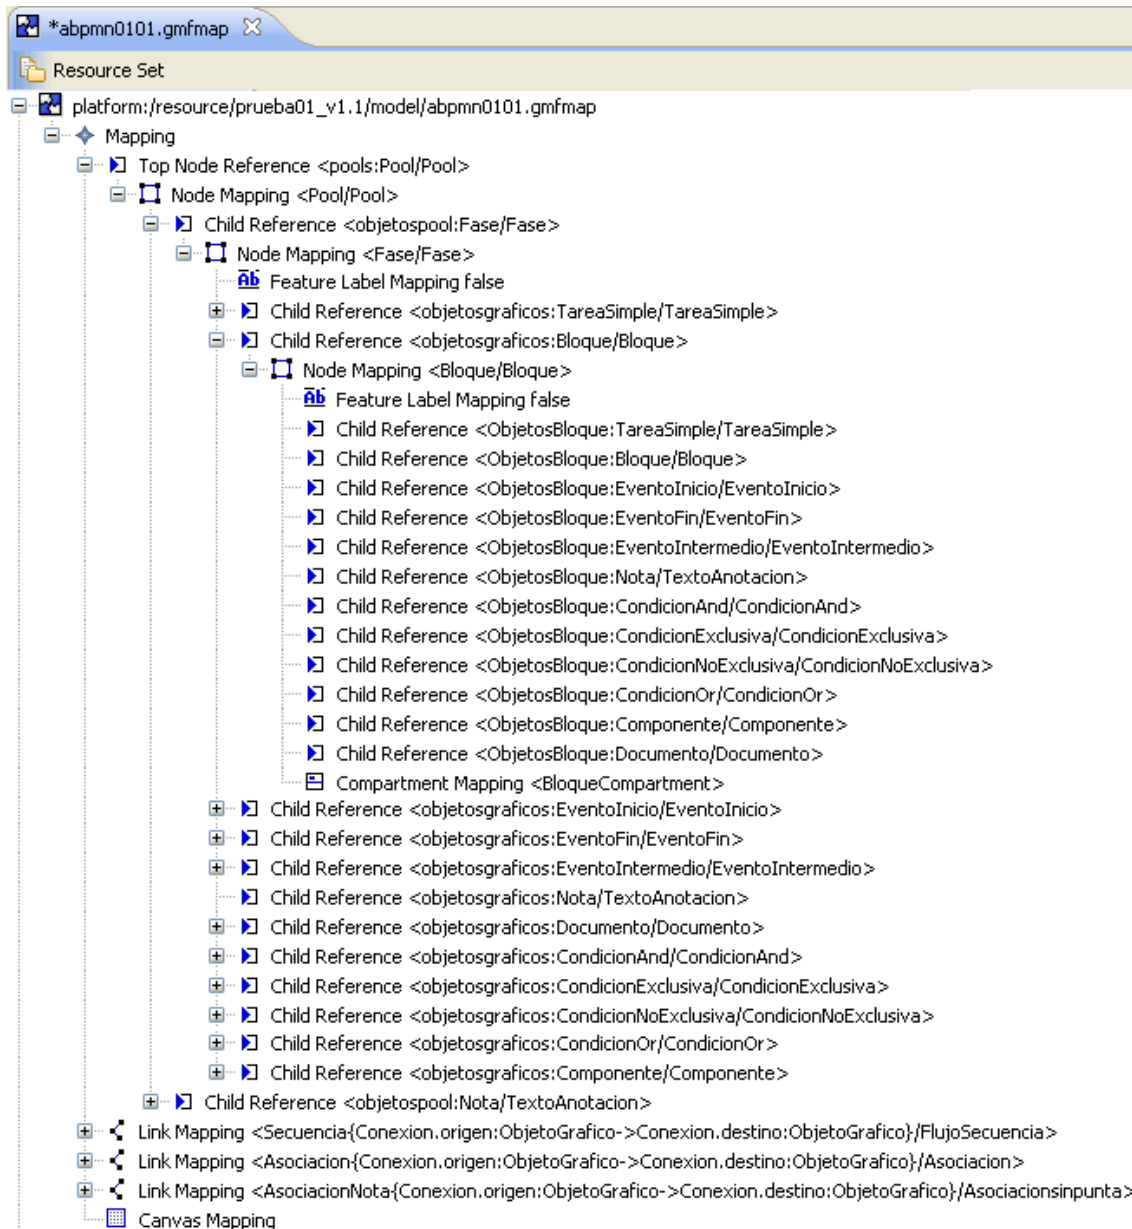 *abpmn0101.gmfmap
Resource Set
platform:/resource/prueba01_v1.1/model/abpmn0101.gmfmap
Mapping
Top Node Reference <pools:Pool/Pool>
Node Mapping <Pool/Pool>
Child Reference <objetospool:Fase/Fase>
Node Mapping <Fase/Fase>
Ab Feature Label Mapping false
Child Reference <objetosgraficos:TareaSimple/TareaSimple>
Child Reference <objetosgraficos:Bloque/Bloque>
Node Mapping <Bloque/Bloque>
Ab Feature Label Mapping false
Child Reference <ObjetosBloque:TareaSimple/TareaSimple>
Child Reference <ObjetosBloque:Bloque/Bloque>
Child Reference <ObjetosBloque:EventoInicio/EventoInicio>
Child Reference <ObjetosBloque:EventoFin/EventoFin>
Child Reference <ObjetosBloque:EventoIntermedio/EventoIntermedio>
Child Reference <ObjetosBloque:Nota/TextoAnotacion>
Child Reference <ObjetosBloque:CondicionAnd/CondicionAnd>
Child Reference <ObjetosBloque:CondicionExclusiva/CondicionExclusiva>
Child Reference <ObjetosBloque:CondicionNoExclusiva/CondicionNoExclusiva>
Child Reference <ObjetosBloque:CondicionOr/CondicionOr>
Child Reference <ObjetosBloque:Componente/Componente>
Child Reference <ObjetosBloque:Documento/Documento>
Compartment Mapping <BloqueCompartment>
Child Reference <objetosgraficos:EventoInicio/EventoInicio>
Child Reference <objetosgraficos:EventoFin/EventoFin>
Child Reference <objetosgraficos:EventoIntermedio/EventoIntermedio>
Child Reference <objetosgraficos:Nota/TextoAnotacion>
Child Reference <objetosgraficos:Documento/Documento>
Child Reference <objetosgraficos:CondicionAnd/CondicionAnd>
Child Reference <objetosgraficos:CondicionExclusiva/CondicionExclusiva>
Child Reference <objetosgraficos:CondicionNoExclusiva/CondicionNoExclusiva>
Child Reference <objetosgraficos:CondicionOr/CondicionOr>
Child Reference <objetosgraficos:Componente/Componente>
Child Reference <objetospool:Nota/TextoAnotacion>
Link Mapping <Secuencia{Conexion.origen:ObjetoGrafico->Conexion.destino:ObjetoGrafico}/FlujoSecuencia>
Link Mapping <Asociacion{Conexion.origen:ObjetoGrafico->Conexion.destino:ObjetoGrafico}/Asociacion>
Link Mapping <AsociacionNota{Conexion.origen:ObjetoGrafico->Conexion.destino:ObjetoGrafico}/Asociacionsinpunta>
Canvas Mapping